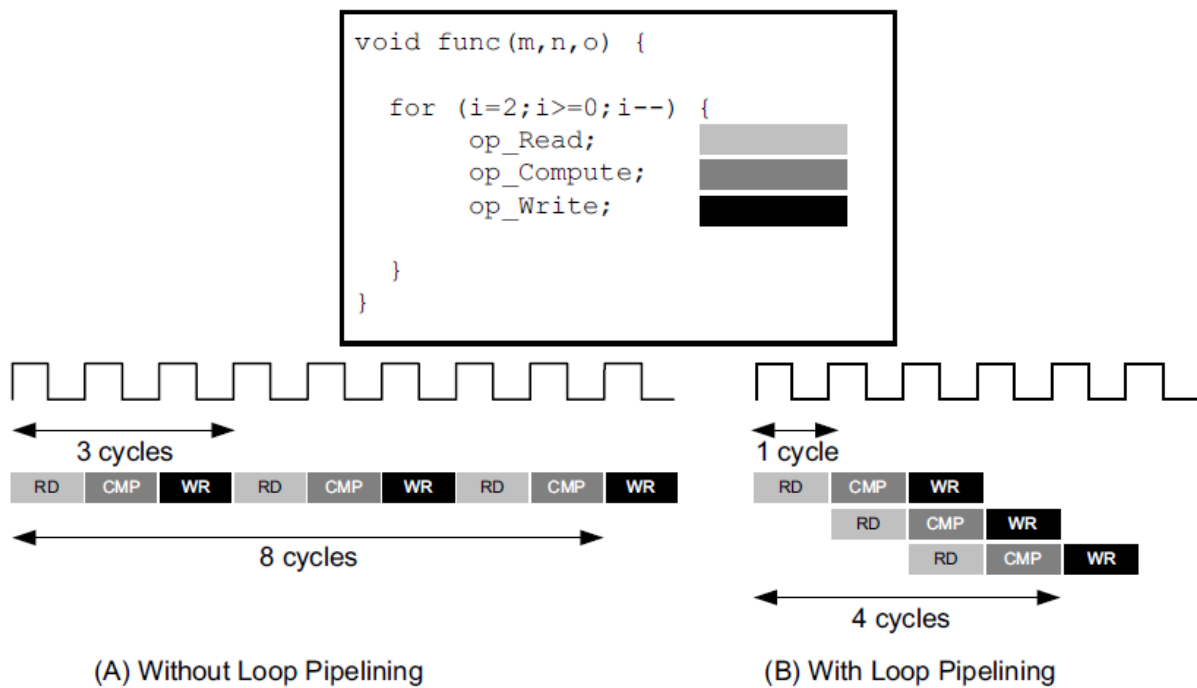 void func(m,n,o) {
for (i=2;i>=0;i--) {
op_Read;
op_Compute;
op_Write;
}
}
3 cycles
1 cycle
RD CMP WR RD CMP WR RD CMP WR
RD CMP WR
RD CMP WR
RD CMP WR
8 cycles
4 cycles
(A) Without Loop Pipelining
(B) With Loop Pipelining